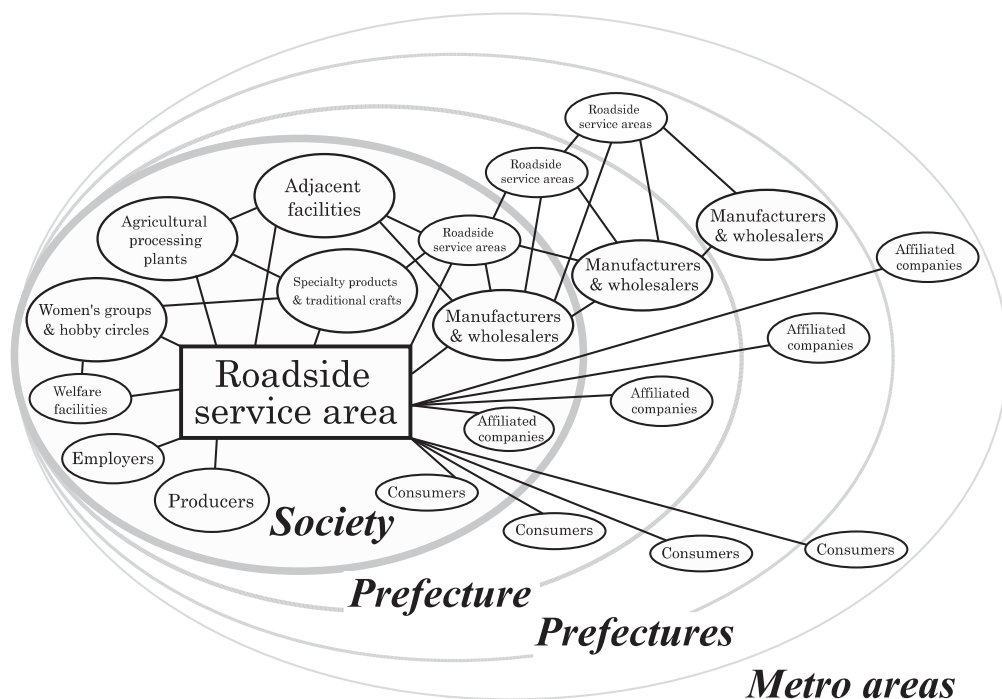 Roadside
service areas
Roadside
service areas
Adjacent
facilities
Agricultural
processing
plants
Manufacturers
& wholesalers
Roadside
service areas
Affiliated
companies
Manufacturers
& wholesalers
Specialty products
& traditional crafts
Women's groups
& hobby circles
Manufacturers
& wholesalers
Affiliated
companies
Roadside
service area
Welfare
facilities
Affiliated
companies
Affiliated
companies
Employers
Producers
Consumers
Society
Consumers
Consumers
Consumers
Prefecture
Prefectures
Metro areas